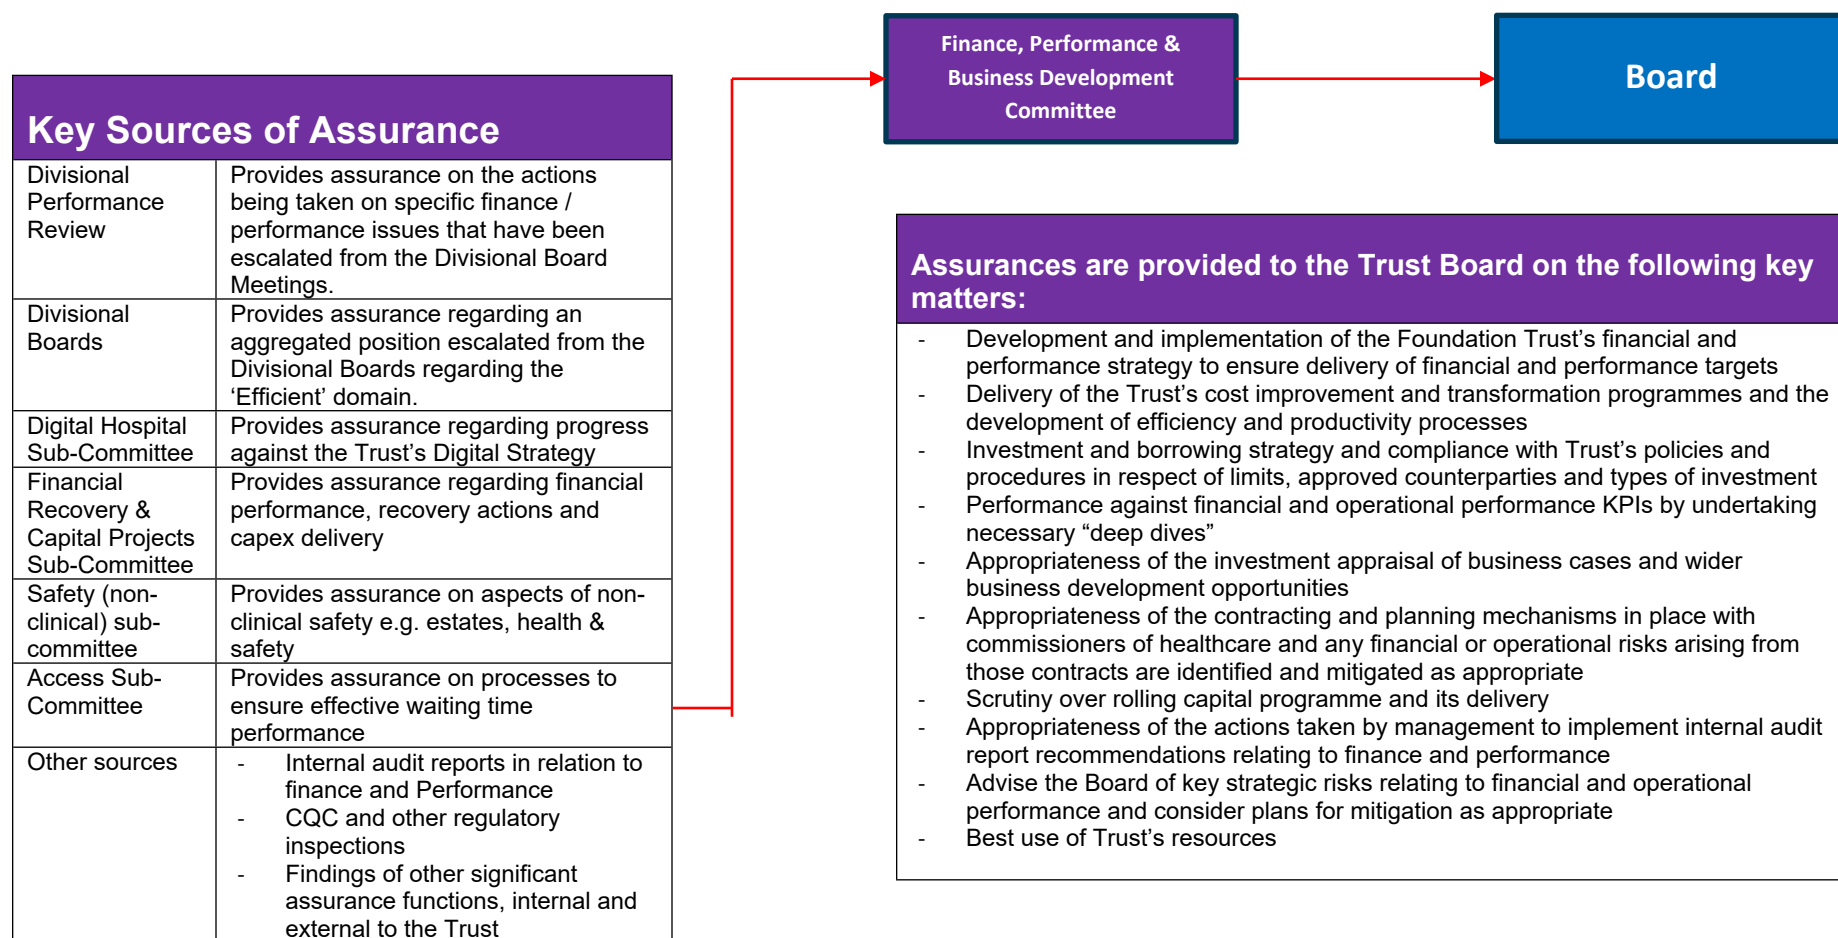 Finance, Performance &
Business Development
Committee
Board
Key Sources of Assurance
Divisional
Performance
Review
Provides assurance on the actions
being taken on specific finance /
performance issues that have been
escalated from the Divisional Board
Meetings.
Divisional
Boards
Provides assurance regarding an
aggregated position escalated from the
Divisional Boards regarding the
‘Efficient’ domain.
Digital Hospital
Sub-Committee
Provides assurance regarding progress
against the Trust’s Digital Strategy
Financial
Recovery &
Capital Projects
Sub-Committee
Provides assurance regarding financial
performance, recovery actions and
capex delivery
Safety (non-
clinical) sub-
committee
Provides assurance on aspects of non-
clinical safety e.g. estates, health &
safety
Access Sub-
Committee
Provides assurance on processes to
ensure effective waiting time
performance
Other sources
- Internal audit reports in relation to
finance and Performance
- CQC and other regulatory
inspections
- Findings of other significant
assurance functions, internal and
external to the Trust
Assurances are provided to the Trust Board on the following key
matters:
- Development and implementation of the Foundation Trust’s financial and
performance strategy to ensure delivery of financial and performance targets
- Delivery of the Trust’s cost improvement and transformation programmes and the
development of efficiency and productivity processes
- Investment and borrowing strategy and compliance with Trust’s policies and
procedures in respect of limits, approved counterparties and types of investment
- Performance against financial and operational performance KPIs by undertaking
necessary “deep dives”
- Appropriateness of the investment appraisal of business cases and wider
business development opportunities
- Appropriateness of the contracting and planning mechanisms in place with
commissioners of healthcare and any financial or operational risks arising from
those contracts are identified and mitigated as appropriate
- Scrutiny over rolling capital programme and its delivery
- Appropriateness of the actions taken by management to implement internal audit
report recommendations relating to finance and performance
- Advise the Board of key strategic risks relating to financial and operational
performance and consider plans for mitigation as appropriate
- Best use of Trust’s resources